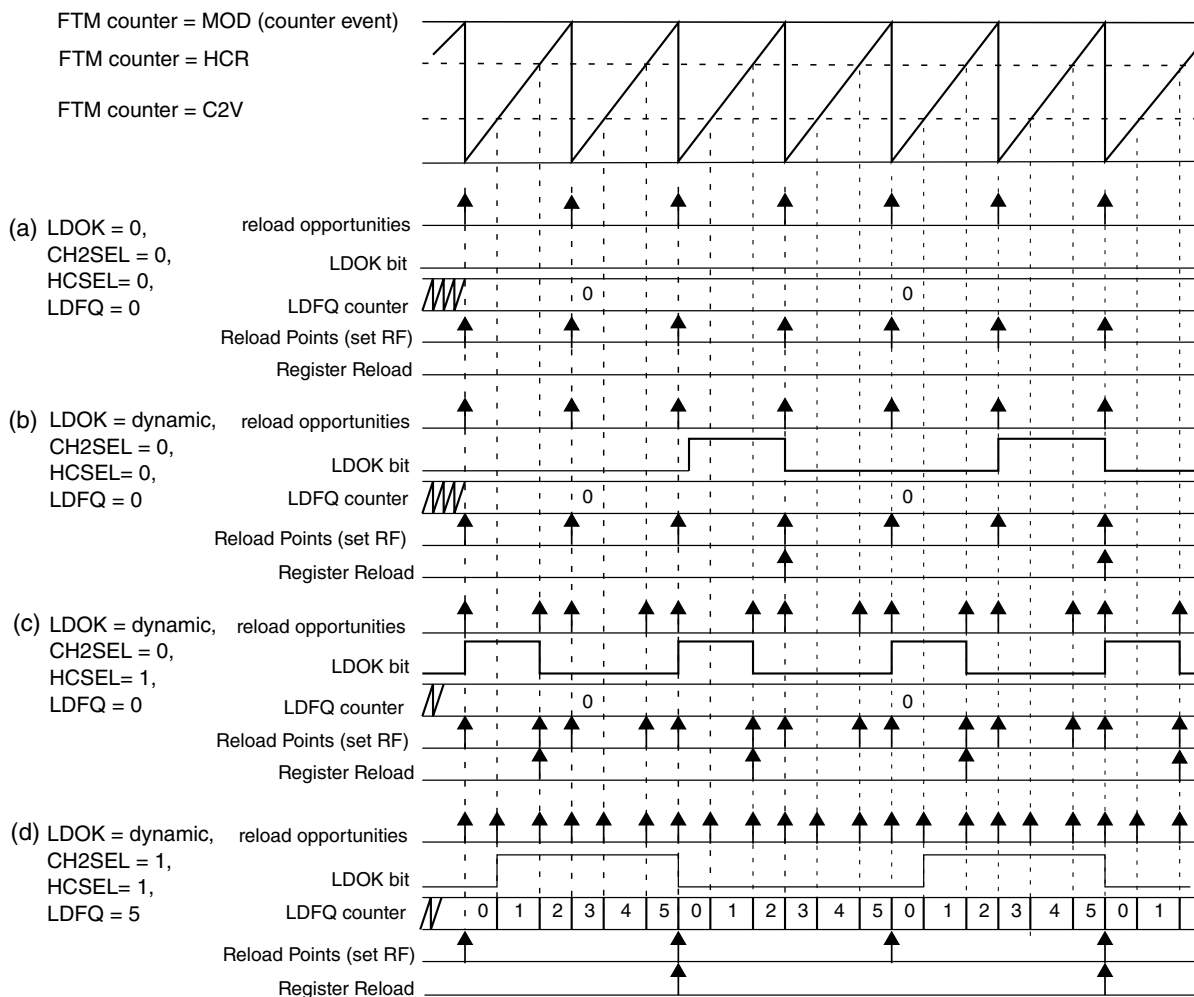 FTM counter = MOD (counter event)
FTM counter = HCR
FTM counter = C2V
(a) LDOK = 0,
CH2SEL = 0,
HCSEL= 0,
LDFQ = 0
reload opportunities
LDOK bit
LDFQ counter 0 0
Reload Points (set RF)
Register Reload
(b) LDOK = dynamic,
CH2SEL = 0,
HCSEL= 0,
LDFQ = 0
reload opportunities
LDOK bit
LDFQ counter 0 0
Reload Points (set RF)
Register Reload
(c) LDOK = dynamic,
CH2SEL = 0,
HCSEL= 1,
LDFQ = 0
reload opportunities
LDOK bit
LDFQ counter 0 0
Reload Points (set RF)
Register Reload
(d) LDOK = dynamic,
CH2SEL = 1,
HCSEL= 1,
LDFQ = 5
reload opportunities
LDOK bit
LDFQ counter 0 1 2 3 4 5 0 1 2 3 4 5 0 1 2 3 4 5 0 1
Reload Points (set RF)
Register Reload